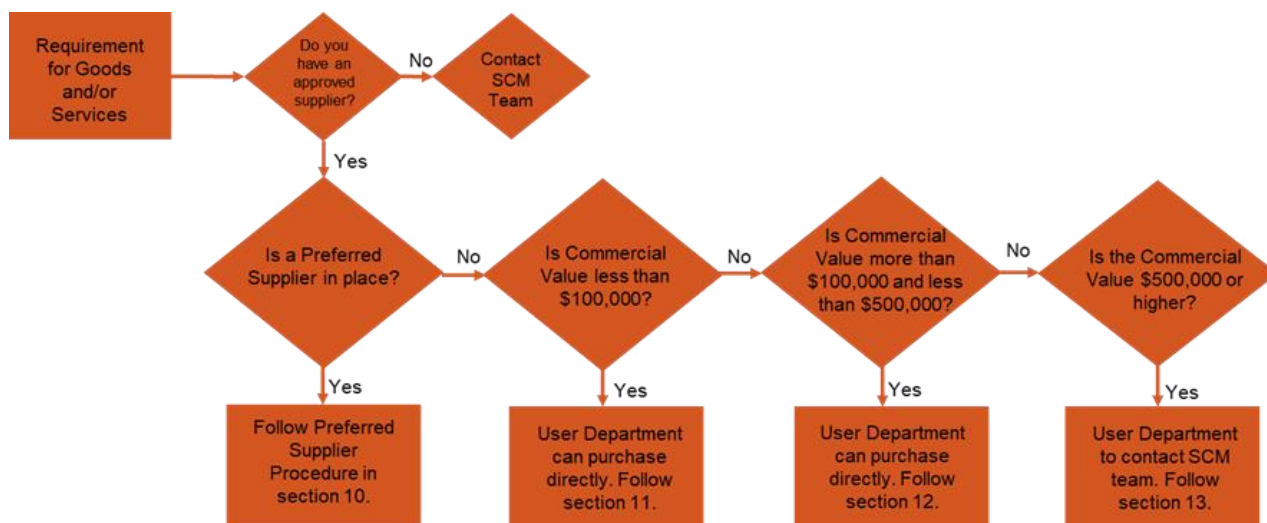 Requirement
for Goods
and/or
Services
Do you
have an
approved
supplier?
No
Contact
SCM
Team
Yes
Is a Preferred
Supplier in place?
No
Is Commercial
Value less than
$100,000?
No
Is Commercial
Value more than
$100,000 and less
than $500,000?
No
Is the Commercial
Value $500,000 or
higher?
Yes
Yes
Yes
Yes
Follow Preferred
Supplier
Procedure in
section 10.
User Department
can purchase
directly. Follow
section 11.
User Department
can purchase
directly. Follow
section 12.
User Department
to contact SCM
team. Follow
section 13.